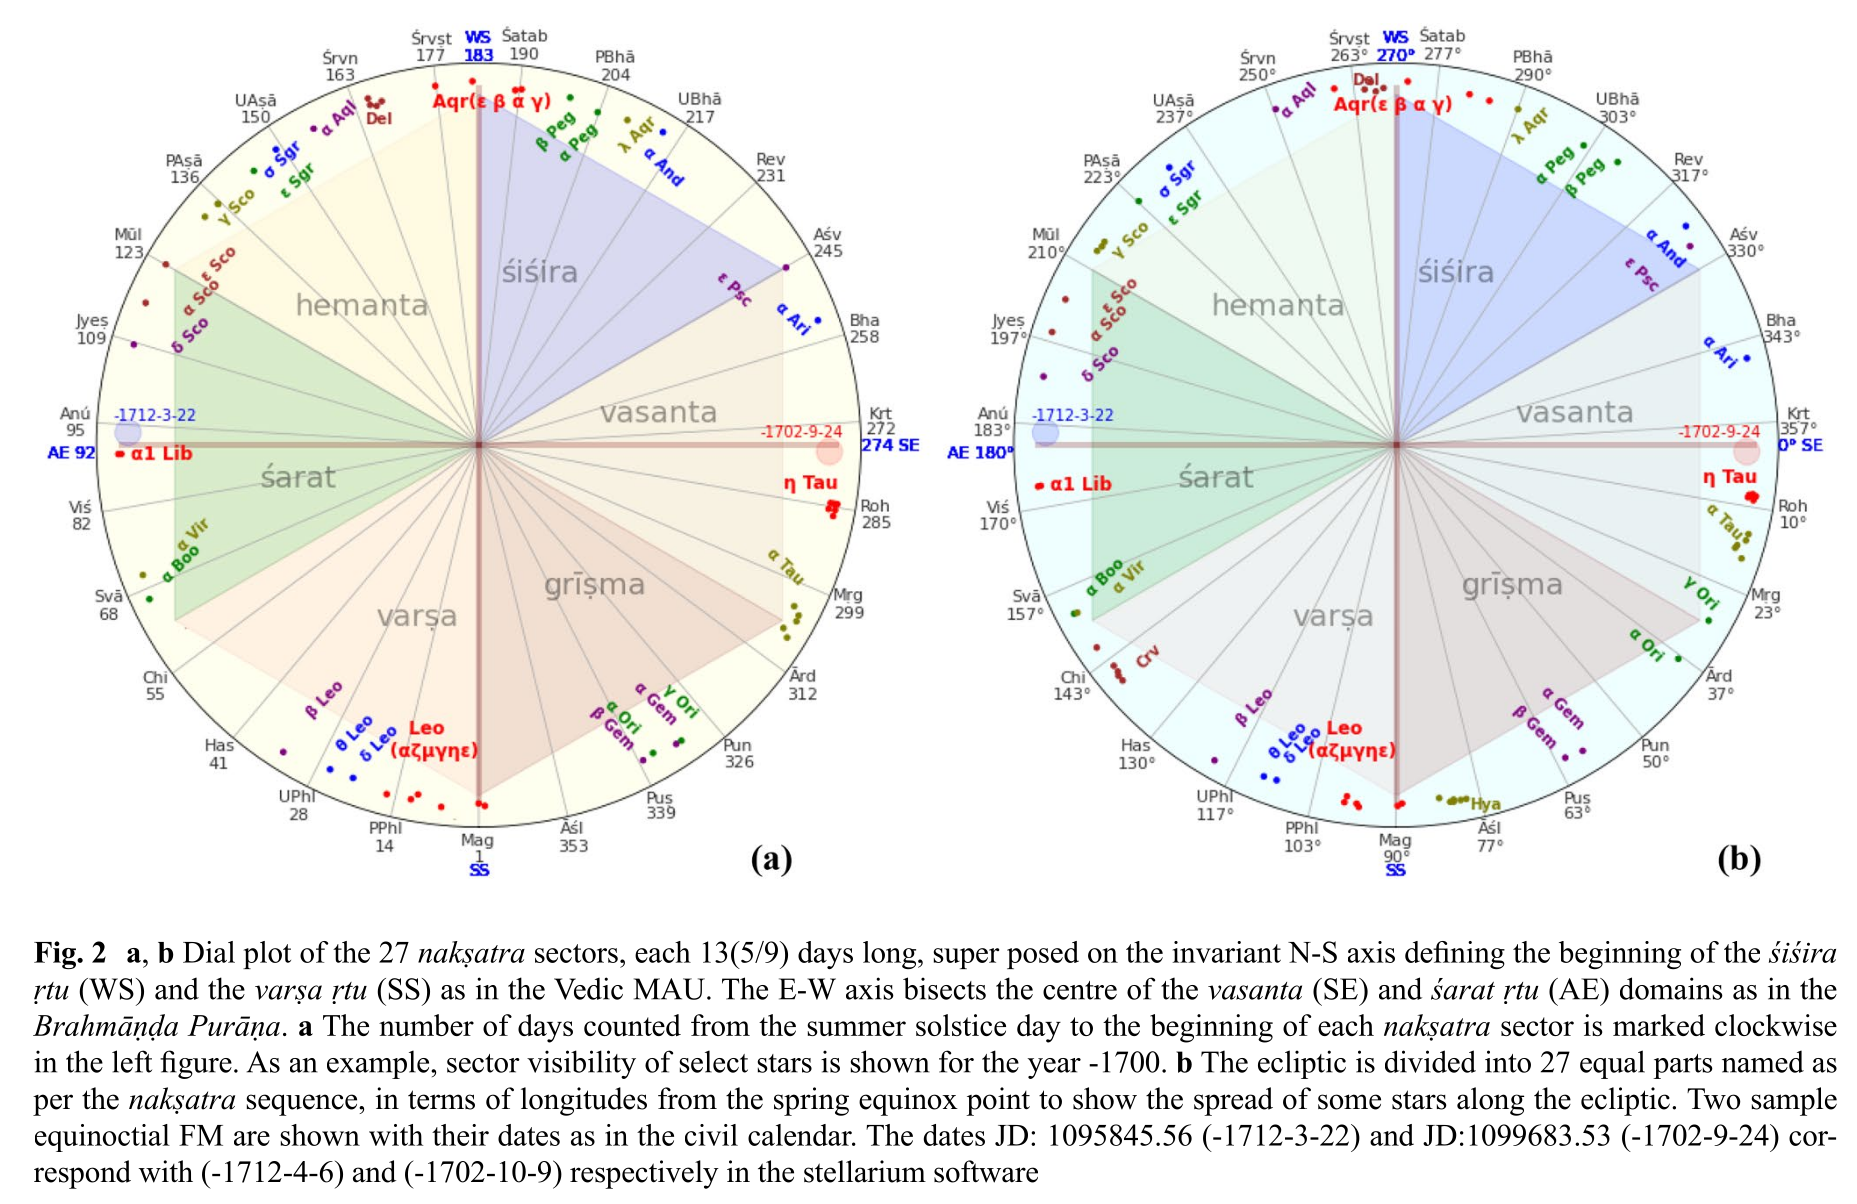 WS
183
Śrvṣt
177
Śatab
190
Śrvn
163
PBhā
204
UAṣā
150
UBhā
217
PAṣā
136
Rev
231
Mūl
123
Aśv
245
Jyeṣ
109
Bha
258
Anú
95
Krt
272
AE 92
274 SE
Viś
82
Roh
285
Svā
68
Mrg
299
Chi
55
Ārd
312
Has
41
Pun
326
UPhl
28
Puṣ
339
PPhl
14
Āśl
353
Mag
1
SS
Aqr(ε β α γ)
Del
α Aql
σ Sgr
ε Sgr
γ Sco
ε Sco
α Sco
δ Sco
β Peg
α Peg
λ Aqr
α And
ε Psc
α Ari
śiśira
hemanta
vasanta
-1712-3-22
-1702-9-24
α1 Lib
śarat
η Tau
α Vir
α Boo
α Tau
grīṣma
varṣa
β Leo
θ Leo
δ Leo
Leo
(αζμγηε)
γ Ori
α Gem
α Ori
β Gem
(a)
WS
270°
Śrvṣt
263°
Śatab
277°
Śrvn
250°
PBhā
290°
UAṣā
237°
UBhā
303°
PAṣā
223°
Rev
317°
Mūl
210°
Aśv
330°
Jyeṣ
197°
Bha
343°
Anú
183°
Krt
357°
AE 180°
0° SE
Viś
170°
Roh
10°
Svā
157°
Mrg
23°
Chi
143°
Ārd
37°
Has
130°
Pun
50°
UPhl
117°
Puṣ
63°
PPhl
103°
Āśl
77°
Mag
90°
SS
Del
Aqr(ε β α γ)
α Aql
σ Sgr
ε Sgr
γ Sco
ε Sco
α Sco
δ Sco
λ Aqr
α Peg
β Peg
α And
ε Psc
α Ari
śiśira
hemanta
vasanta
-1712-3-22
-1702-9-24
α1 Lib
śarat
η Tau
α Tau
α Boo
α Vir
γ Ori
α Ori
grīṣma
varṣa
Crv
β Leo
θ Leo
δ Leo
Leo
(αζμγηε)
α Gem
β Gem
Hya
(b)
Fig. 2 a, b Dial plot of the 27 nakṣatra sectors, each 13(5/9) days long, super posed on the invariant N-S axis defining the beginning of the śiśira
ṛtu (WS) and the varṣa ṛtu (SS) as in the Vedic MAU. The E-W axis bisects the centre of the vasanta (SE) and śarat ṛtu (AE) domains as in the
Brahmāṇḍa Purāṇa. a The number of days counted from the summer solstice day to the beginning of each nakṣatra sector is marked clockwise
in the left figure. As an example, sector visibility of select stars is shown for the year -1700. b The ecliptic is divided into 27 equal parts named as
per the nakṣatra sequence, in terms of longitudes from the spring equinox point to show the spread of some stars along the ecliptic. Two sample
equinoctial FM are shown with their dates as in the civil calendar. The dates JD: 1095845.56 (-1712-3-22) and JD:1099683.53 (-1702-9-24) cor-
respond with (-1712-4-6) and (-1702-10-9) respectively in the stellarium software